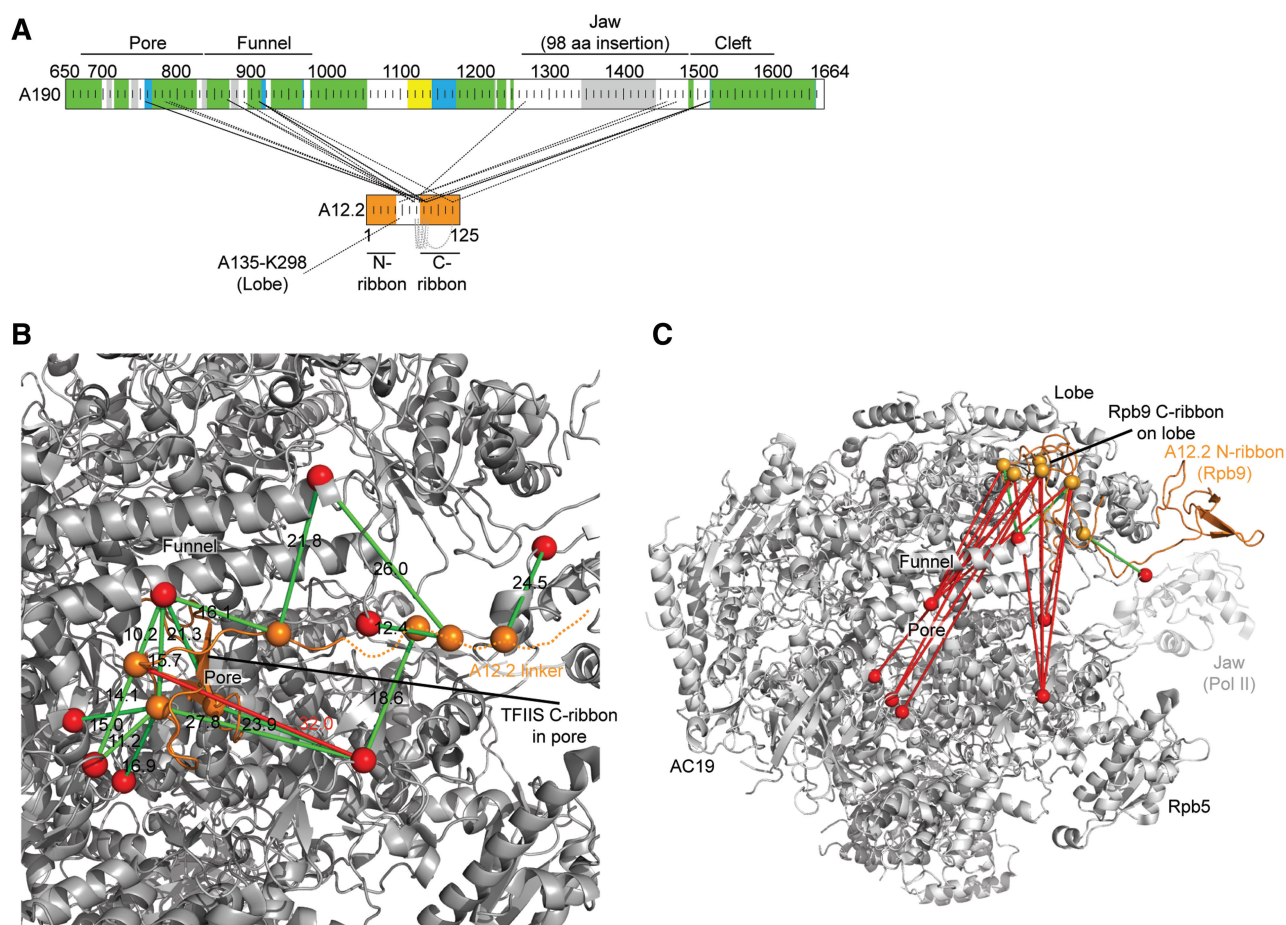 A
Jaw
Pore
Funnel
(98 aa insertion)
Cleft
650 700 800 900 1000 1100 1200 1300 1400 1500 1600 1664
A190
A12.2
1 125
A135-K298
(Lobe)
N-
ribbon
C-
ribbon
B
Funnel
21.8
26.0
24.5
16.1
10.2
21.3
12.4
15.7
A12.2 linker
Pore
14.1
18.6
TFIIS C-ribbon
in pore
15.0
27.8
23.9
32.0
11.2
16.9
C
Lobe
Rpb9 C-ribbon
on lobe
A12.2 N-ribbon
(Rpb9)
Funnel
Pore
Jaw
(Pol II)
AC19
Rpb5